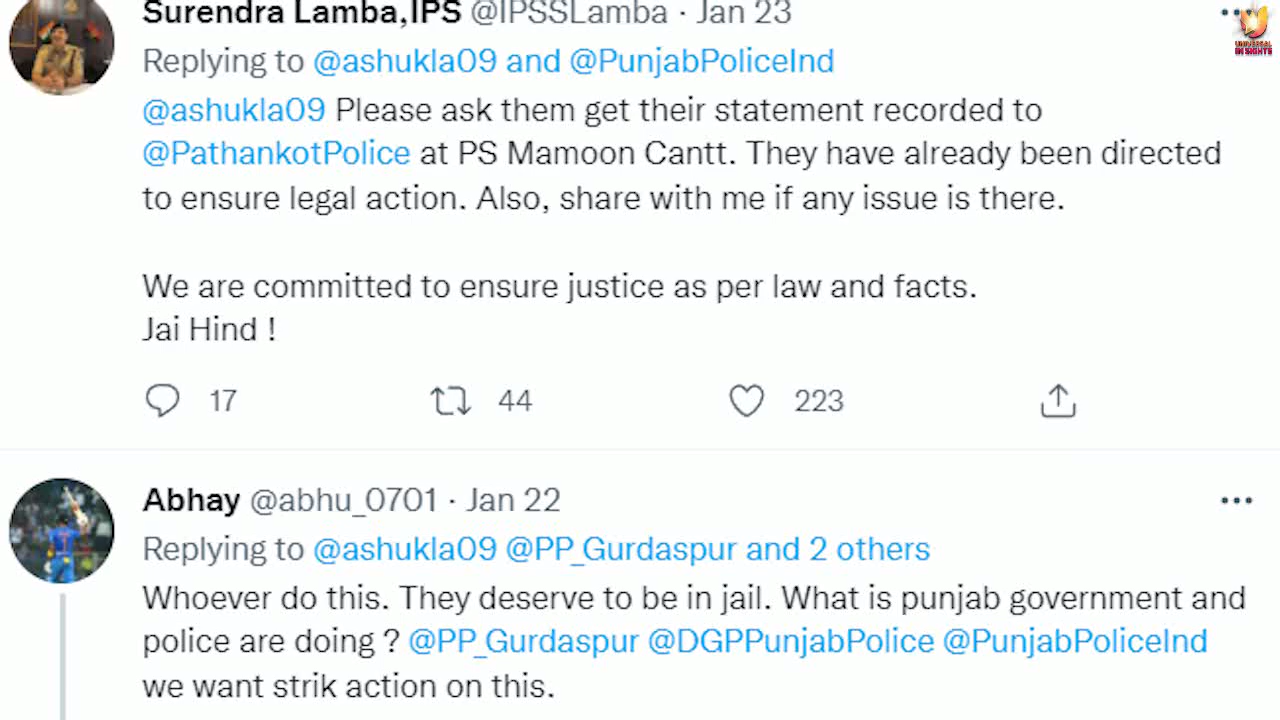 Surendra Lamba,IPS @IPSSLamba · Jan 23
UNIVERSAL
INSIGHTS
Replying to @ashukla09 and @PunjabPoliceInd
@ashukla09 Please ask them get their statement recorded to
@PathankotPolice at PS Mamoon Cantt. They have already been directed
to ensure legal action. Also, share with me if any issue is there.
We are committed to ensure justice as per law and facts.
Jai Hind !
17 44 223
Abhay @abhu_0701 · Jan 22
Replying to @ashukla09 @PP_Gurdaspur and 2 others
Whoever do this. They deserve to be in jail. What is punjab government and
police are doing ? @PP_Gurdaspur @DGPPunjabPolice @PunjabPoliceInd
we want strik action on this.